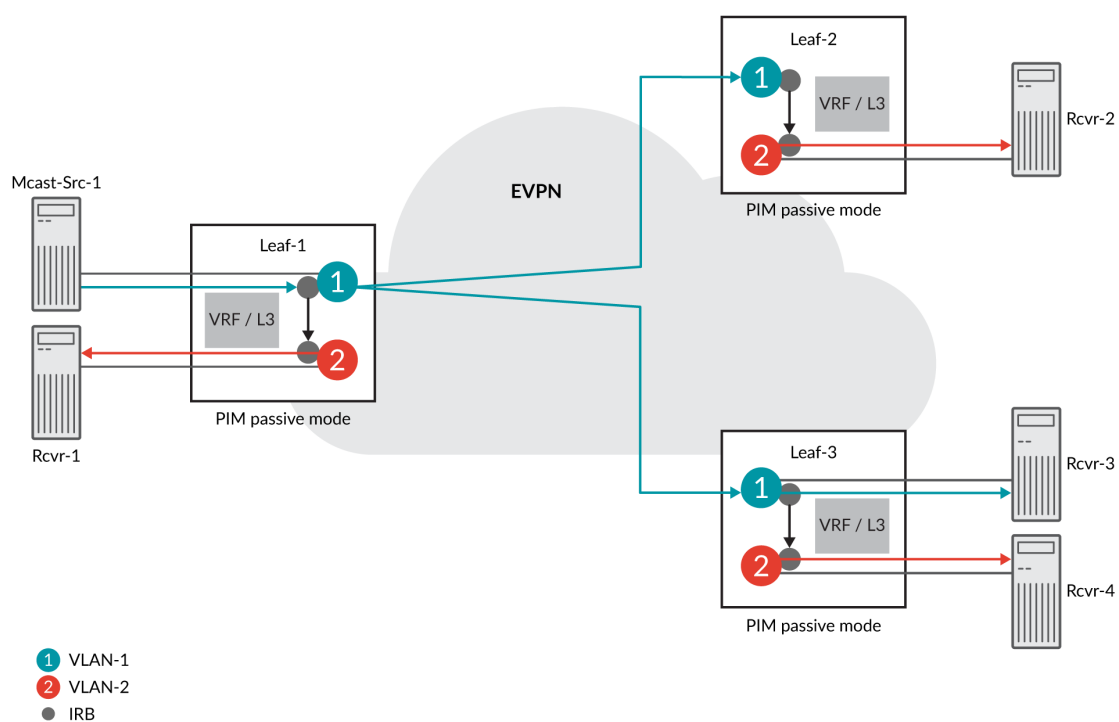 Leaf-2
1
VRF / L3
2
Rcvr-2
PIM passive mode
EVPN
Mcast-Src-1
Leaf-1
1
VRF / L3
2
PIM passive mode
Rcvr-1
Leaf-3
1
VRF / L3
2
Rcvr-3
Rcvr-4
PIM passive mode
1 VLAN-1
2 VLAN-2
IRB